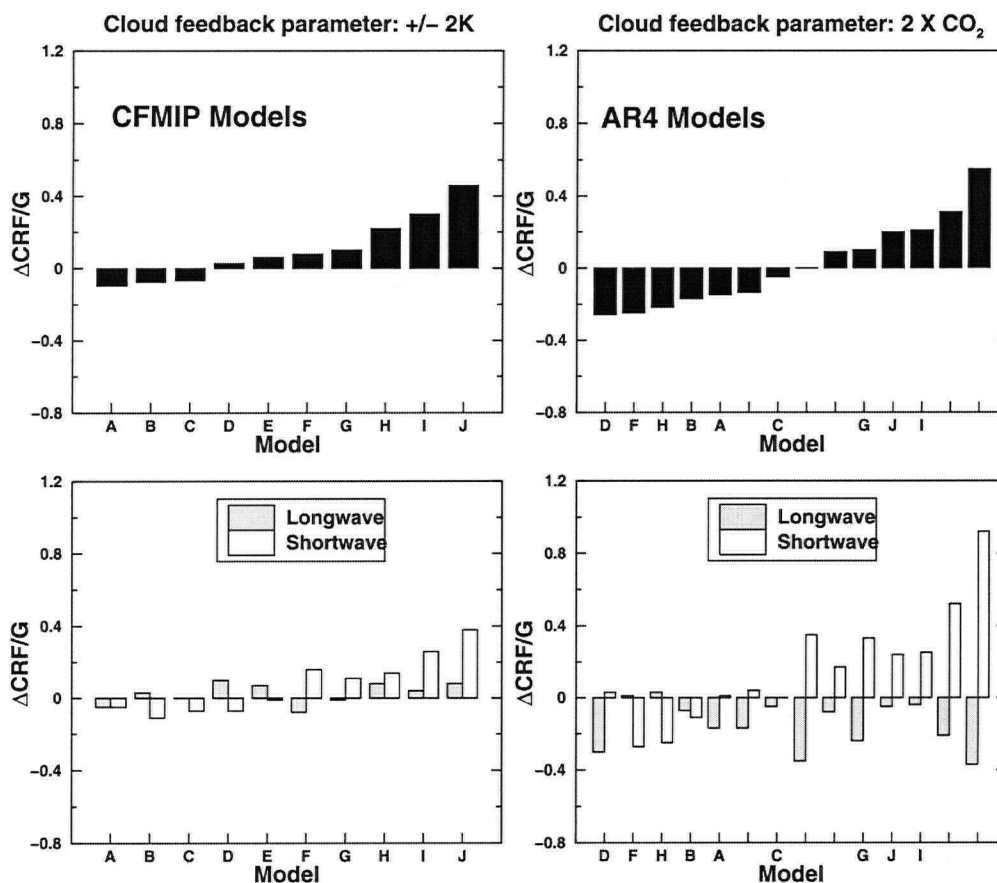 Cloud feedback parameter: +/− 2K
1.2
0.8
0.4
0
−0.4
−0.8
ΔCRF/G
CFMIP Models
A B C D E F G H I J
Model
Cloud feedback parameter: 2 X CO₂
1.2
0.8
0.4
0
−0.4
−0.8
ΔCRF/G
AR4 Models
D F H B A C G J I
Model
1.2
0.8
0.4
0
−0.4
−0.8
ΔCRF/G
Longwave
Shortwave
A B C D E F G H I J
Model
1.2
0.8
0.4
0
−0.4
−0.8
ΔCRF/G
Longwave
Shortwave
D F H B A C G J I
Model